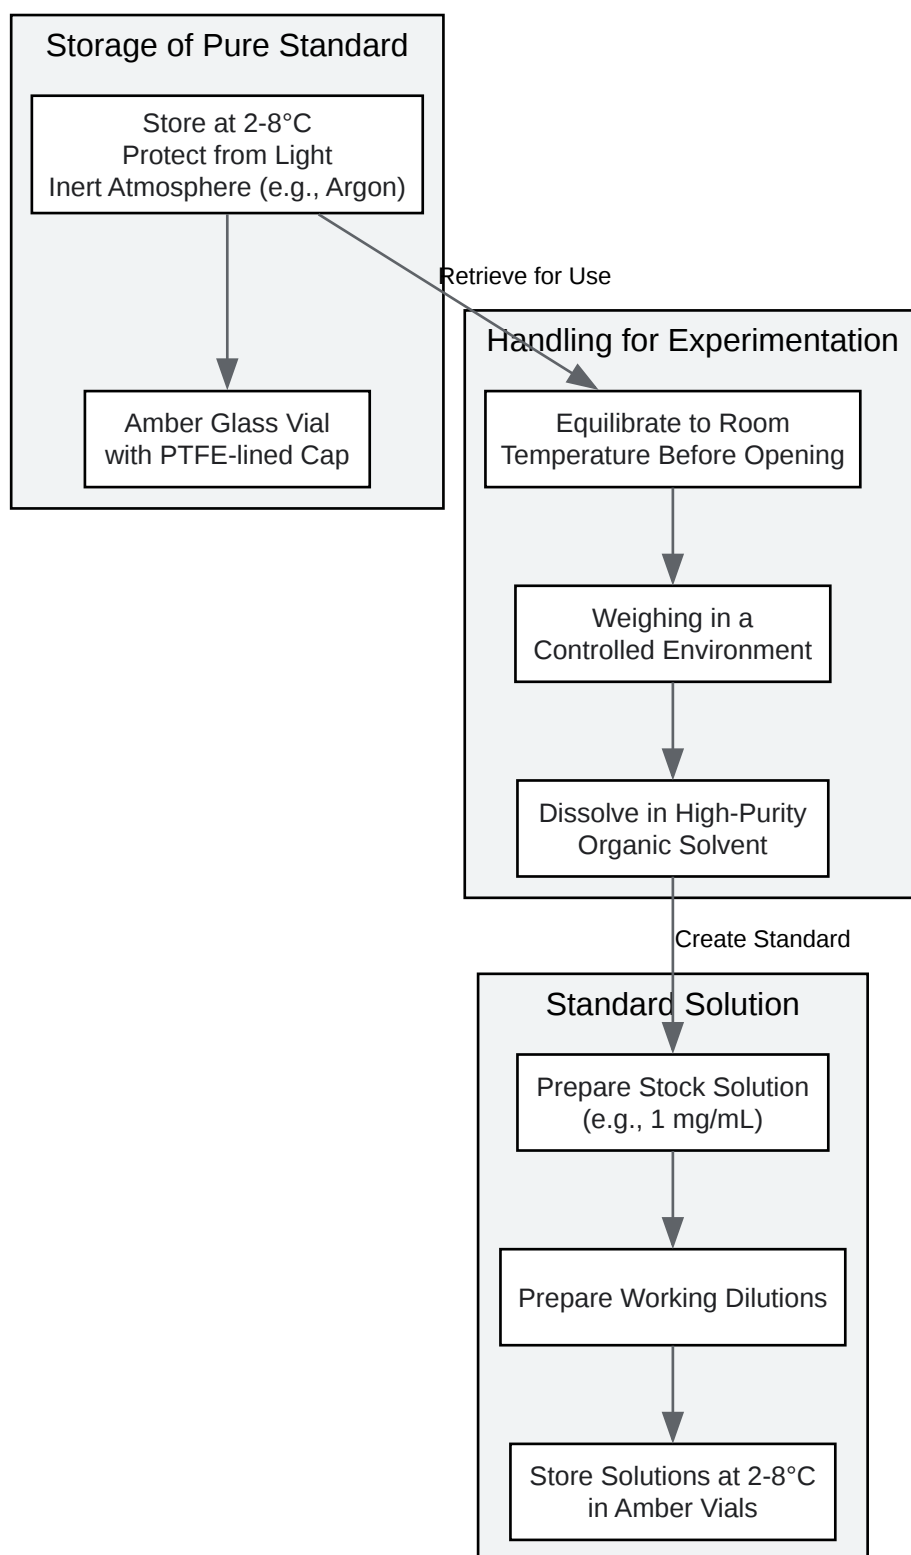 Storage of Pure Standard
Store at 2-8°C
Protect from Light
Inert Atmosphere (e.g., Argon)
Retrieve for Use
Amber Glass Vial
with PTFE-lined Cap
Handling for Experimentation
Equilibrate to Room
Temperature Before Opening
Weighing in a
Controlled Environment
Dissolve in High-Purity
Organic Solvent
Create Standard
Standard Solution
Prepare Stock Solution
(e.g., 1 mg/mL)
Prepare Working Dilutions
Store Solutions at 2-8°C
in Amber Vials